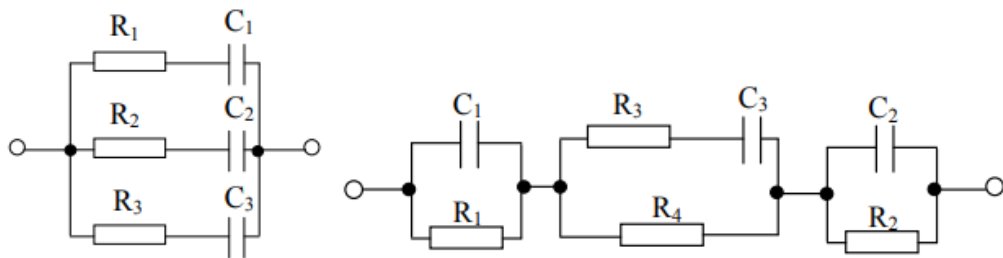 R₁ C₁
R₂ C₂
R₃ C₃
C₁ R₃ C₃ C₂
R₁ R₄ R₂